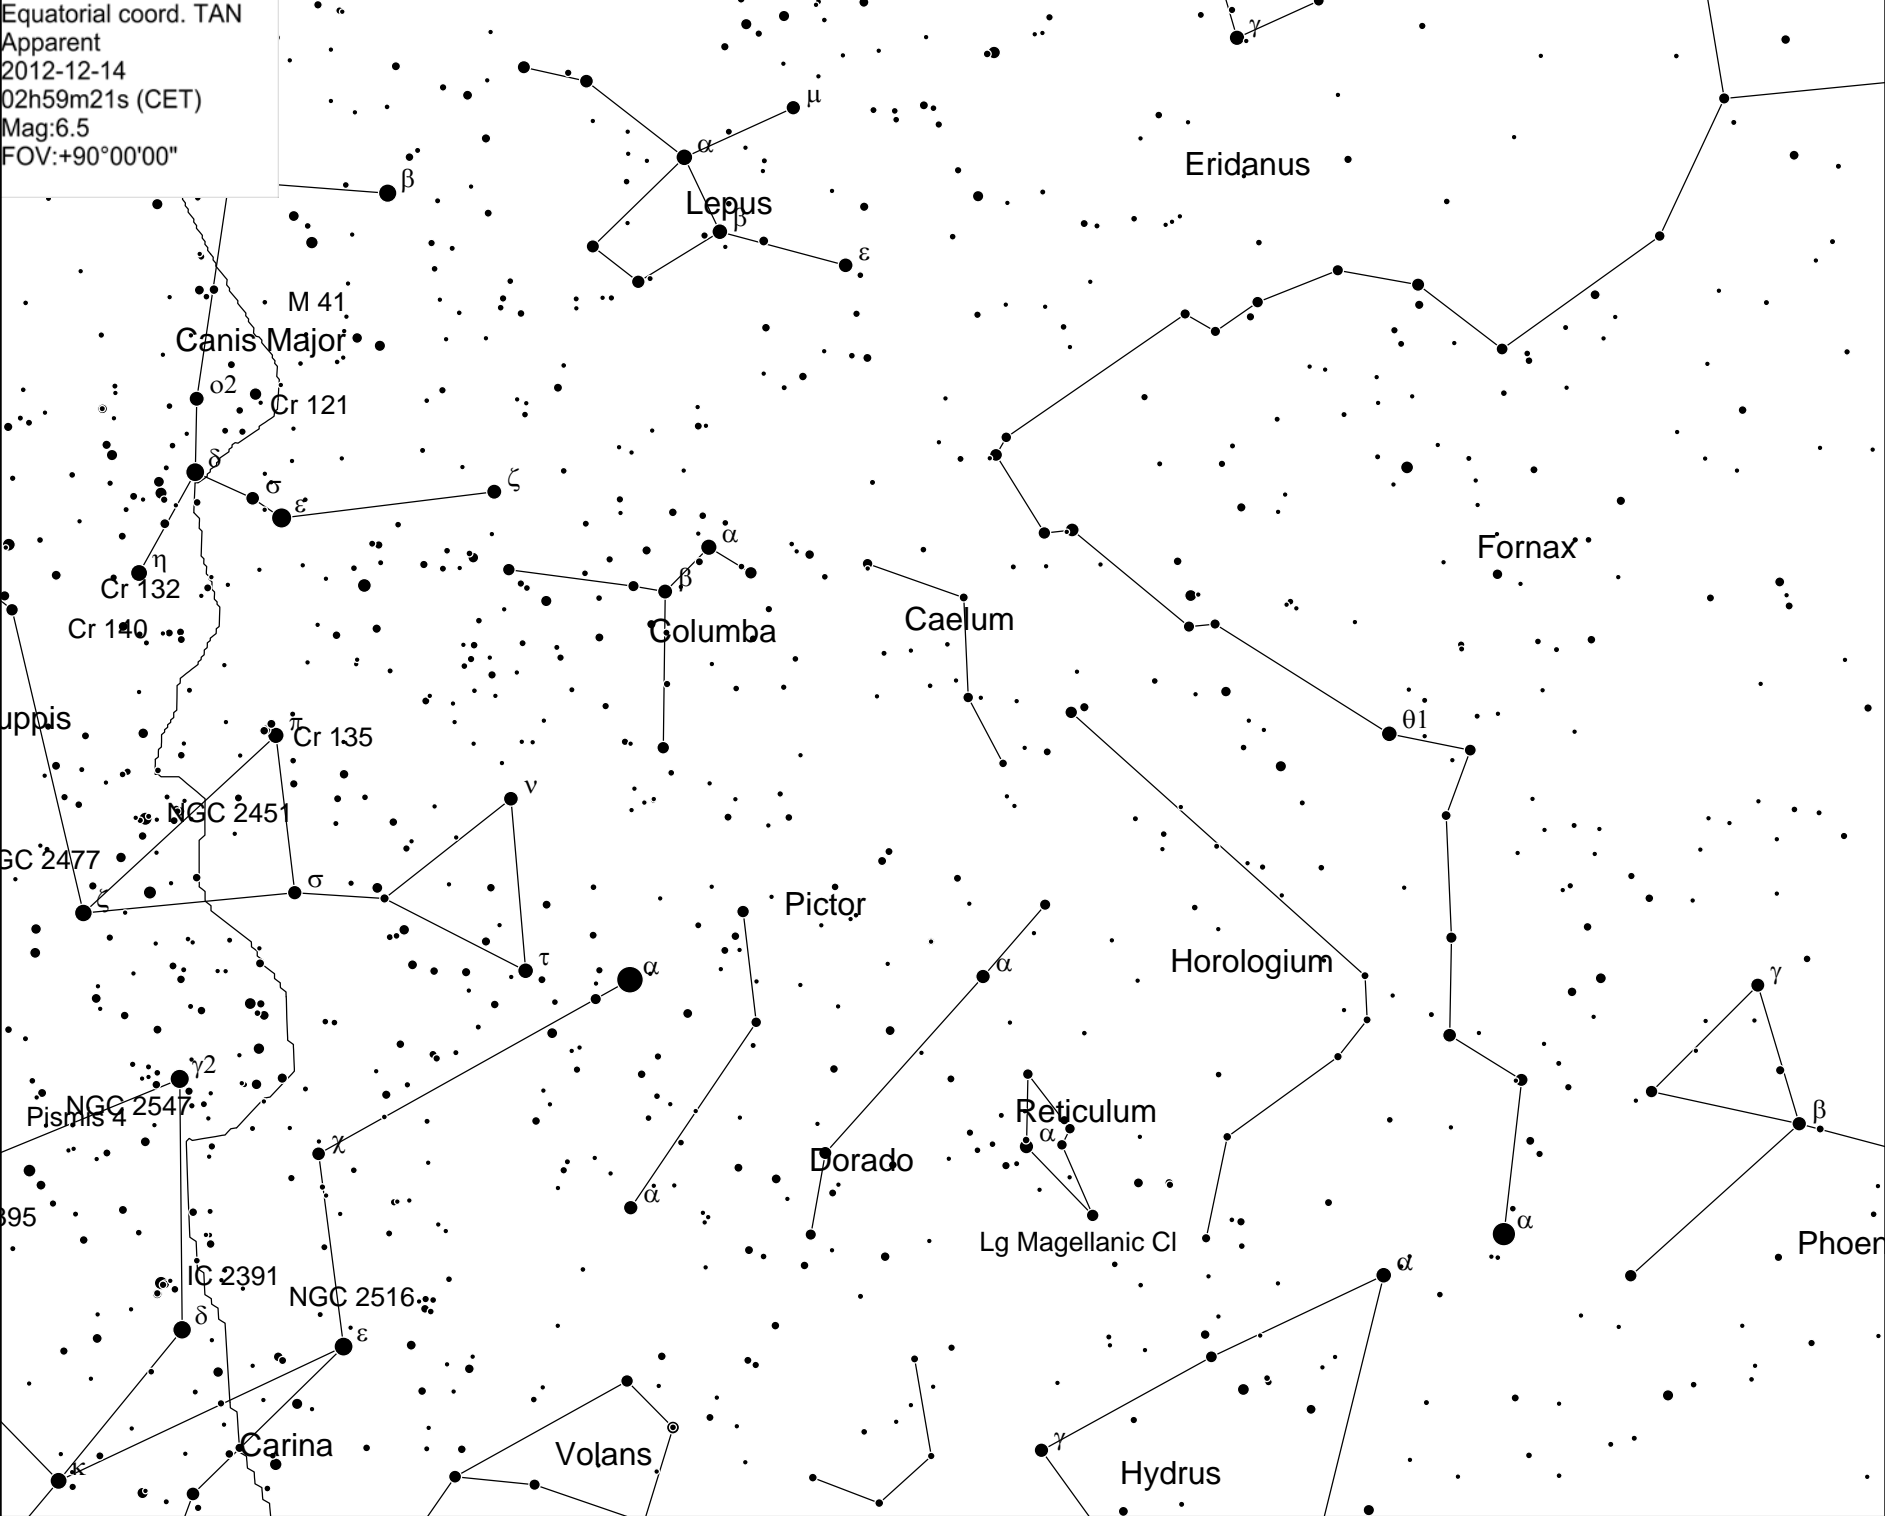 Equatorial coord. TAN
Apparent
2012-12-14
02h59m21s (CET)
Mag:6.5
FOV:+90°00'00"
γ
μ
α
Eridanus
β
Lepus
β
ε
M 41
Canis Major
ο2
Cr 121
δ
σ
ε
ζ
α
Fornax
η
Cr 132
β
Caelum
Cr 140
Columba
uppis
π
Cr 135
θ1
ν
NGC 2451
GC 2477
ζ
σ
Pictor
τ
α
α
Horologium
γ
γ2
NGC 2547
Pismis 4
Reticulum
β
α
χ
Dorado
α
395
α
Lg Magellanic Cl
Phoen
α
IC 2391
NGC 2516
δ
ε
Carina
Volans
γ
κ
Hydrus